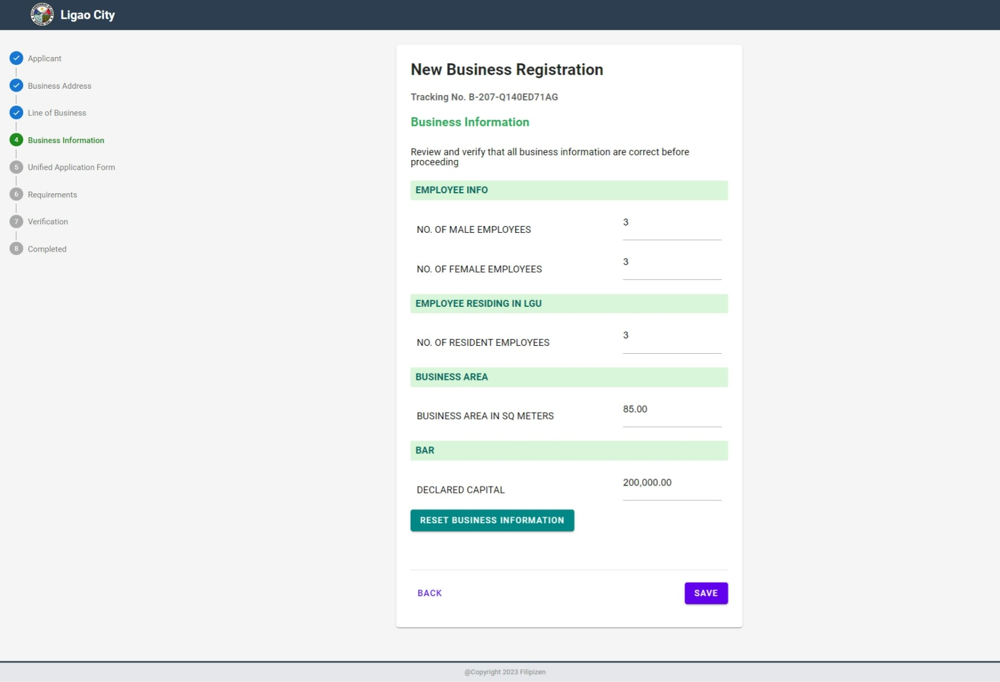 Ligao City
Applicant
Business Address
Line of Business
4 Business Information
5 Unified Application Form
6 Requirements
7 Verification
8 Completed
New Business Registration
Tracking No. B-207-Q140ED71AG
Business Information
Review and verify that all business information are correct before
proceeding
EMPLOYEE INFO
NO. OF MALE EMPLOYEES 3
NO. OF FEMALE EMPLOYEES 3
EMPLOYEE RESIDING IN LGU
NO. OF RESIDENT EMPLOYEES 3
BUSINESS AREA
BUSINESS AREA IN SQ METERS 85.00
BAR
DECLARED CAPITAL 200,000.00
RESET BUSINESS INFORMATION
BACK SAVE
@Copyright 2023 Filipizen